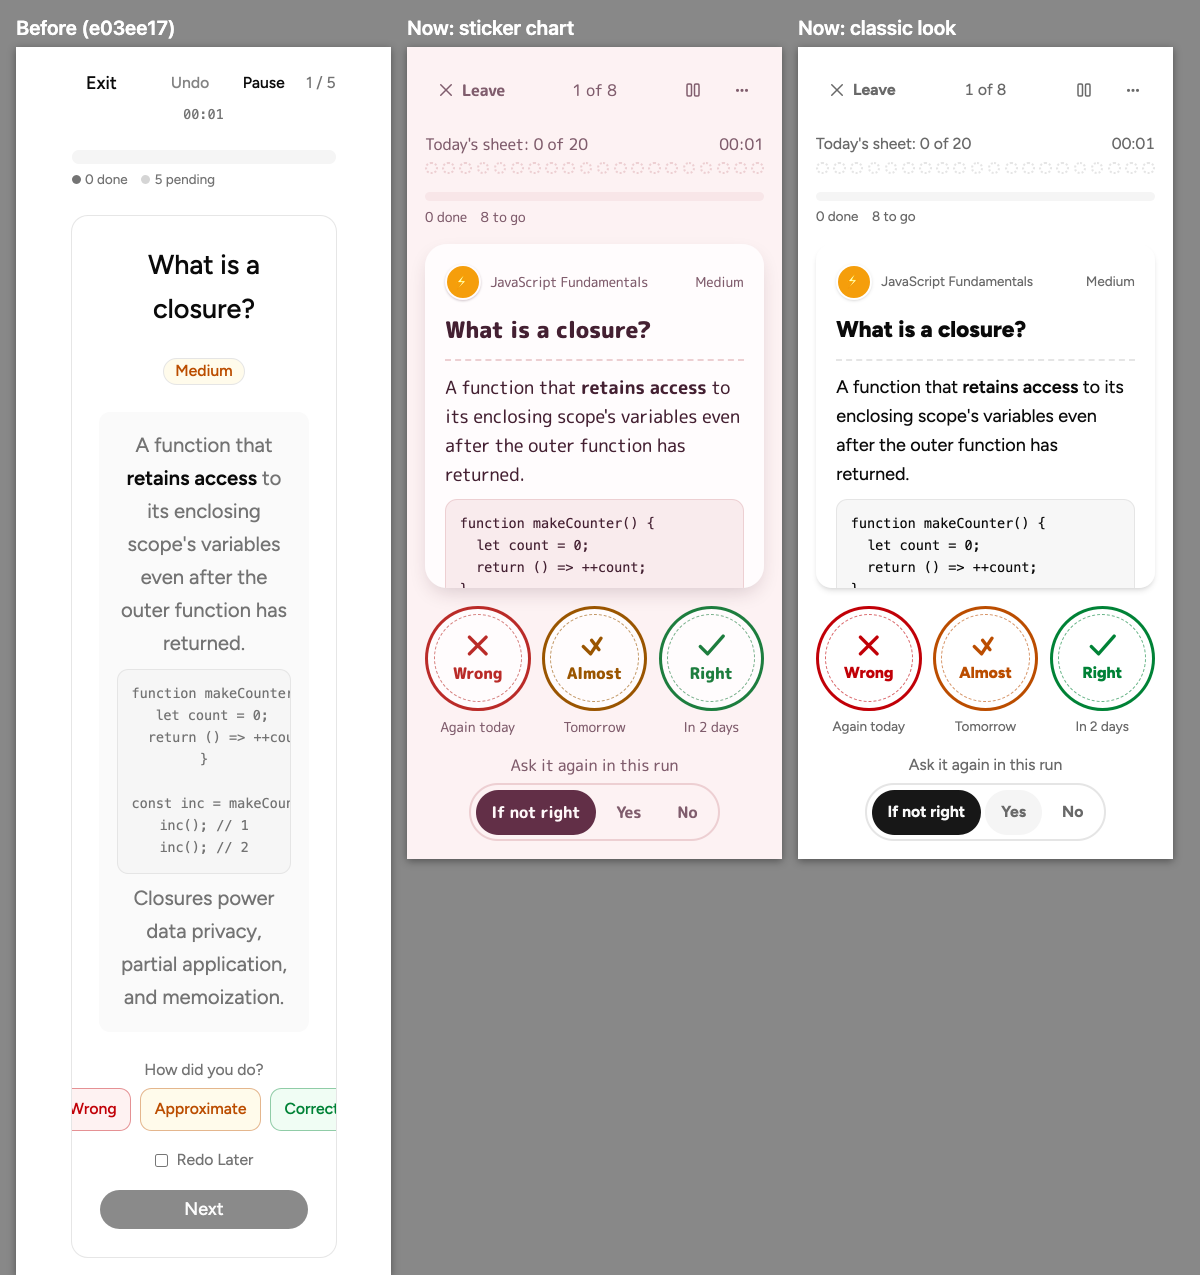 Before (e03ee17)
Exit Undo Pause 1 / 5
00:01
0 done 5 pending
What is a
closure?
Medium
A function that
retains access to
its enclosing
scope's variables
even after the
outer function has
returned.
function makeCounter
let count = 0;
return () => ++cou
}
const inc = makeCoun
inc(); // 1
inc(); // 2
Closures power
data privacy,
partial application,
and memoization.
How did you do?
Wrong Approximate Correct
Redo Later
Next
Now: sticker chart
Leave 1 of 8
Today's sheet: 0 of 20 00:01
0 done 8 to go
JavaScript Fundamentals Medium
What is a closure?
A function that retains access to
its enclosing scope's variables even
after the outer function has
returned.
function makeCounter() {
let count = 0;
return () => ++count;
}
Wrong Almost Right
Again today Tomorrow In 2 days
Ask it again in this run
If not right Yes No
Now: classic look
Leave 1 of 8
Today's sheet: 0 of 20 00:01
0 done 8 to go
JavaScript Fundamentals Medium
What is a closure?
A function that retains access to its
enclosing scope's variables even
after the outer function has
returned.
function makeCounter() {
let count = 0;
return () => ++count;
}
Wrong Almost Right
Again today Tomorrow In 2 days
Ask it again in this run
If not right Yes No